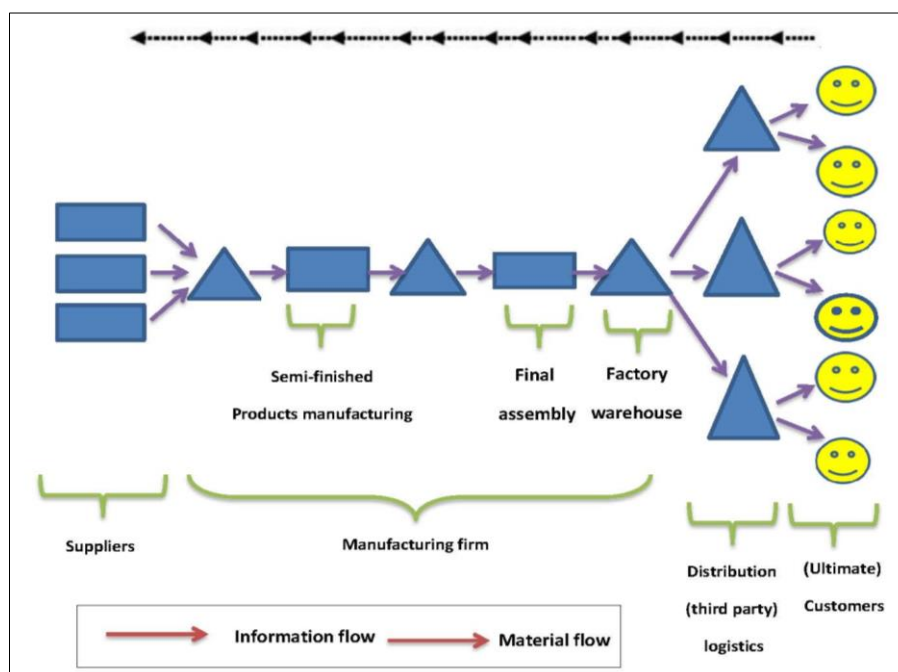 Semi-finished
Products manufacturing
Final
assembly
Factory
warehouse
Suppliers
Manufacturing firm
Distribution
(third party)
logistics
(Ultimate)
Customers
Information flow
Material flow